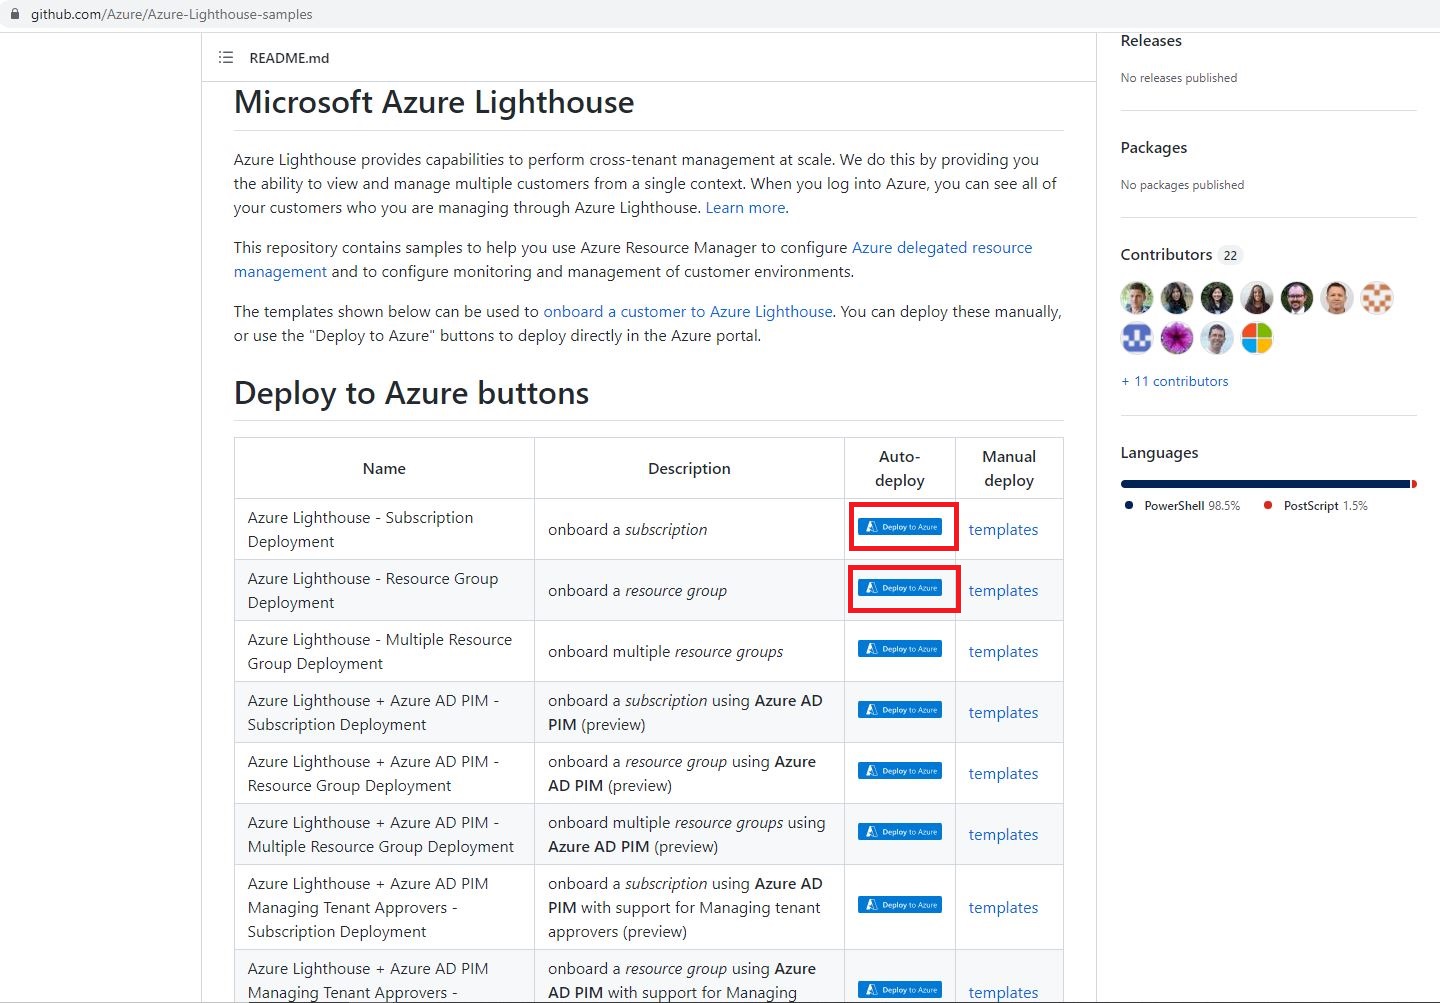 github.com/Azure/Azure-Lighthouse-samples
README.md
Microsoft Azure Lighthouse
Azure Lighthouse provides capabilities to perform cross-tenant management at scale. We do this by providing you
the ability to view and manage multiple customers from a single context. When you log into Azure, you can see all of
your customers who you are managing through Azure Lighthouse. Learn more.
This repository contains samples to help you use Azure Resource Manager to configure Azure delegated resource
management and to configure monitoring and management of customer environments.
The templates shown below can be used to onboard a customer to Azure Lighthouse. You can deploy these manually,
or use the "Deploy to Azure" buttons to deploy directly in the Azure portal.
Deploy to Azure buttons
Name
Description
Auto-
deploy
Manual
deploy
Azure Lighthouse - Subscription
Deployment
onboard a subscription
Deploy to Azure
templates
Azure Lighthouse - Resource Group
Deployment
onboard a resource group
Deploy to Azure
templates
Azure Lighthouse - Multiple Resource
Group Deployment
onboard multiple resource groups
Deploy to Azure
templates
Azure Lighthouse + Azure AD PIM -
Subscription Deployment
onboard a subscription using Azure AD
PIM (preview)
Deploy to Azure
templates
Azure Lighthouse + Azure AD PIM -
Resource Group Deployment
onboard a resource group using Azure
AD PIM (preview)
Deploy to Azure
templates
Azure Lighthouse + Azure AD PIM -
Multiple Resource Group Deployment
onboard multiple resource groups using
Azure AD PIM (preview)
Deploy to Azure
templates
Azure Lighthouse + Azure AD PIM
Managing Tenant Approvers -
Subscription Deployment
onboard a subscription using Azure AD
PIM with support for Managing tenant
approvers (preview)
Deploy to Azure
templates
Azure Lighthouse + Azure AD PIM
Managing Tenant Approvers -
onboard a resource group using Azure
AD PIM with support for Managing
Deploy to Azure
templates
Releases
No releases published
Packages
No packages published
Contributors 22
+ 11 contributors
Languages
PowerShell 98.5%
PostScript 1.5%